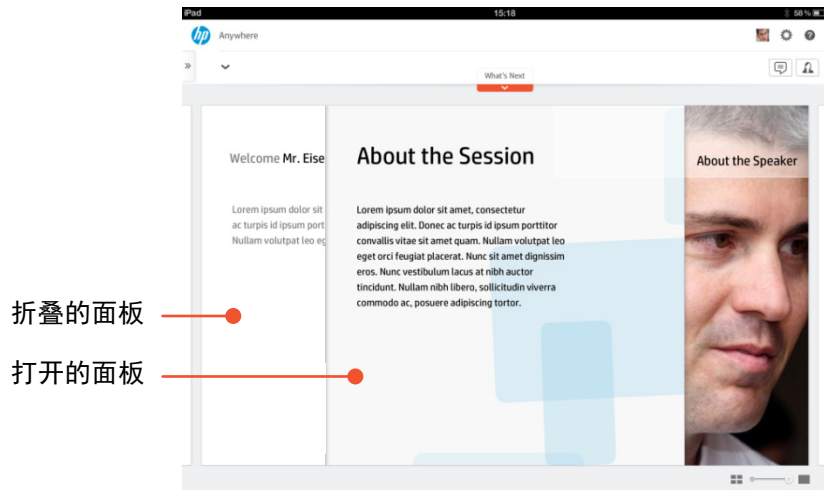 iPad
15:18
58%
hp
Anywhere
»
What's Next
Welcome Mr. Eise
About the Session
About the Speaker
Lorem ipsum dolor sit
ac turpis id ipsum port
Nullam volutpat leo eg
Lorem ipsum dolor sit amet, consectetur
adipiscing elit. Donec ac turpis id ipsum porttitor
convallis vitae sit amet quam. Nullam volutpat leo
eget orci feugiat placerat. Nunc sit amet dignissim
eros. Nunc vestibulum lacus at nibh auctor
tincidunt. Nullam nibh libero, sollicitudin viverra
commodo ac, posuere adipiscing tortor.
折叠的面板
打开的面板